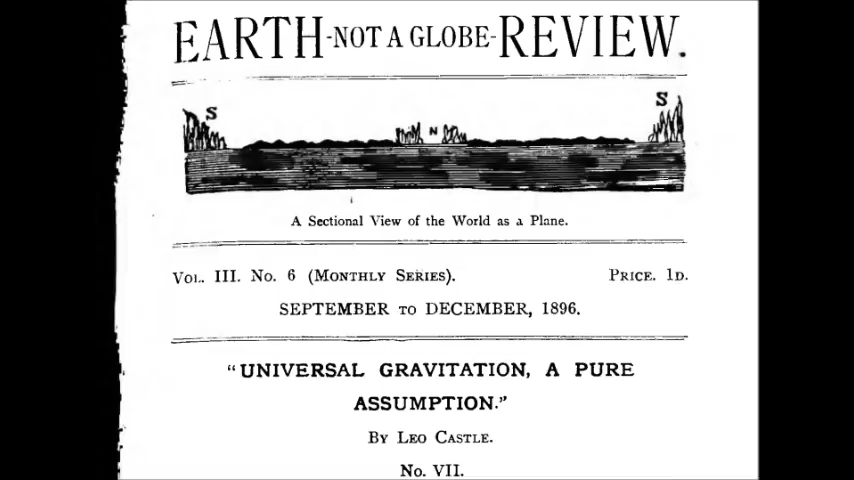 EARTH-NOT A GLOBE-REVIEW.
S N S
A Sectional View of the World as a Plane.
Vol. III. No. 6 (Monthly Series). Price. 1d.
SEPTEMBER TO DECEMBER, 1896.
"UNIVERSAL GRAVITATION, A PURE
ASSUMPTION."
By Leo Castle.
No. VII.